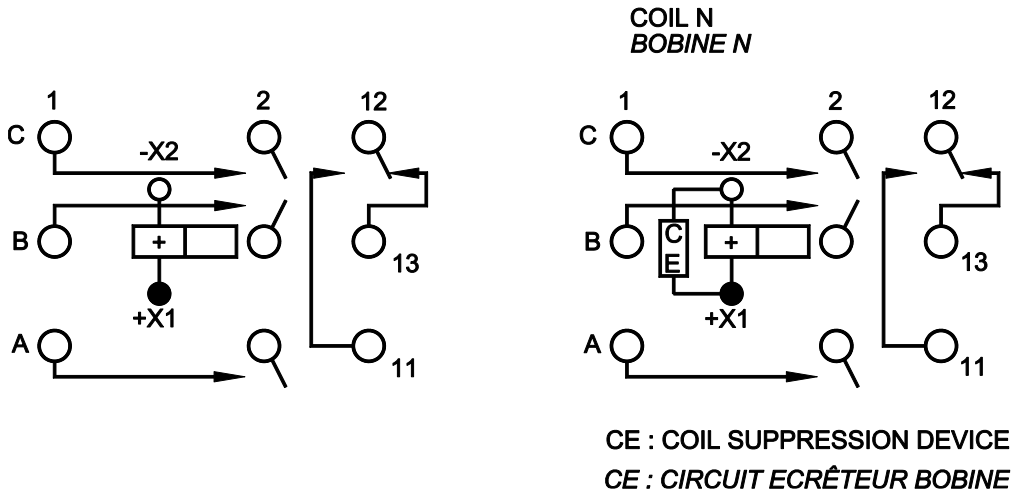 COIL N
BOBINE N
1 2 12
C
-X2
B
+
13
+X1
A
11
1 2 12
C
-X2
B
CE
+
13
+X1
A
11
CE : COIL SUPPRESSION DEVICE
CE : CIRCUIT ECRÊTEUR BOBINE